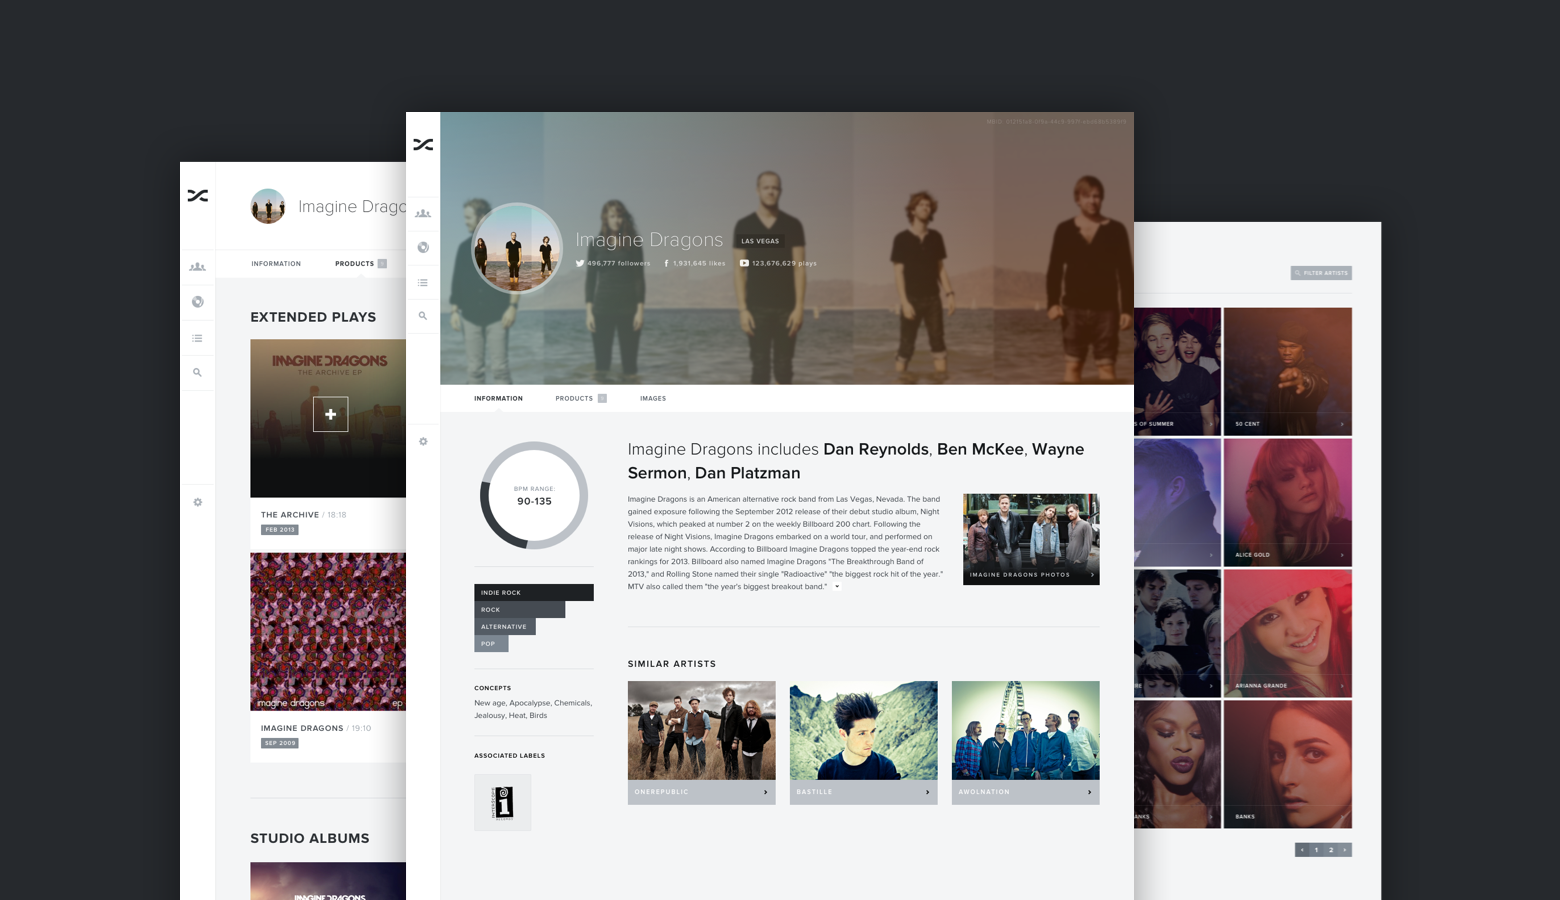 Imagine Drago
INFORMATION
PRODUCTS
EXTENDED PLAYS
IMAGINE DRAGONS
THE ARCHIVE EP
THE ARCHIVE / 18:18
FEB 2013
imagine dragons
ep
IMAGINE DRAGONS / 19:10
SEP 2009
STUDIO ALBUMS
IMAGINE DRAGONS
Imagine Dragons
LAS VEGAS
496,777 followers
1,931,645 likes
123,676,629 plays
INFORMATION
PRODUCTS
IMAGES
BPM RANGE:
90-135
INDIE ROCK
ROCK
ALTERNATIVE
POP
CONCEPTS
New age, Apocalypse, Chemicals,
Jealousy, Heat, Birds
ASSOCIATED LABELS
INTERSCOPE
RECORDS
Imagine Dragons includes Dan Reynolds, Ben McKee, Wayne
Sermon, Dan Platzman
Imagine Dragons is an American alternative rock band from Las Vegas, Nevada. The band
gained exposure following the September 2012 release of their debut studio album, Night
Visions, which peaked at number 2 on the weekly Billboard 200 chart. Following the
release of Night Visions, Imagine Dragons embarked on a world tour, and performed on
major late night shows. According to Billboard Imagine Dragons topped the year-end rock
rankings for 2013. Billboard also named Imagine Dragons "The Breakthrough Band of
2013," and Rolling Stone named their single "Radioactive" "the biggest rock hit of the year."
MTV also called them "the year's biggest breakout band."
IMAGINE DRAGONS PHOTOS
SIMILAR ARTISTS
ONEREPUBLIC
BASTILLE
AWOLNATION
FILTER ARTISTS
S OF SUMMER
50 CENT
ALICE GOLD
RE
ARIANNA GRANDE
ANKS
BANKS
1 2